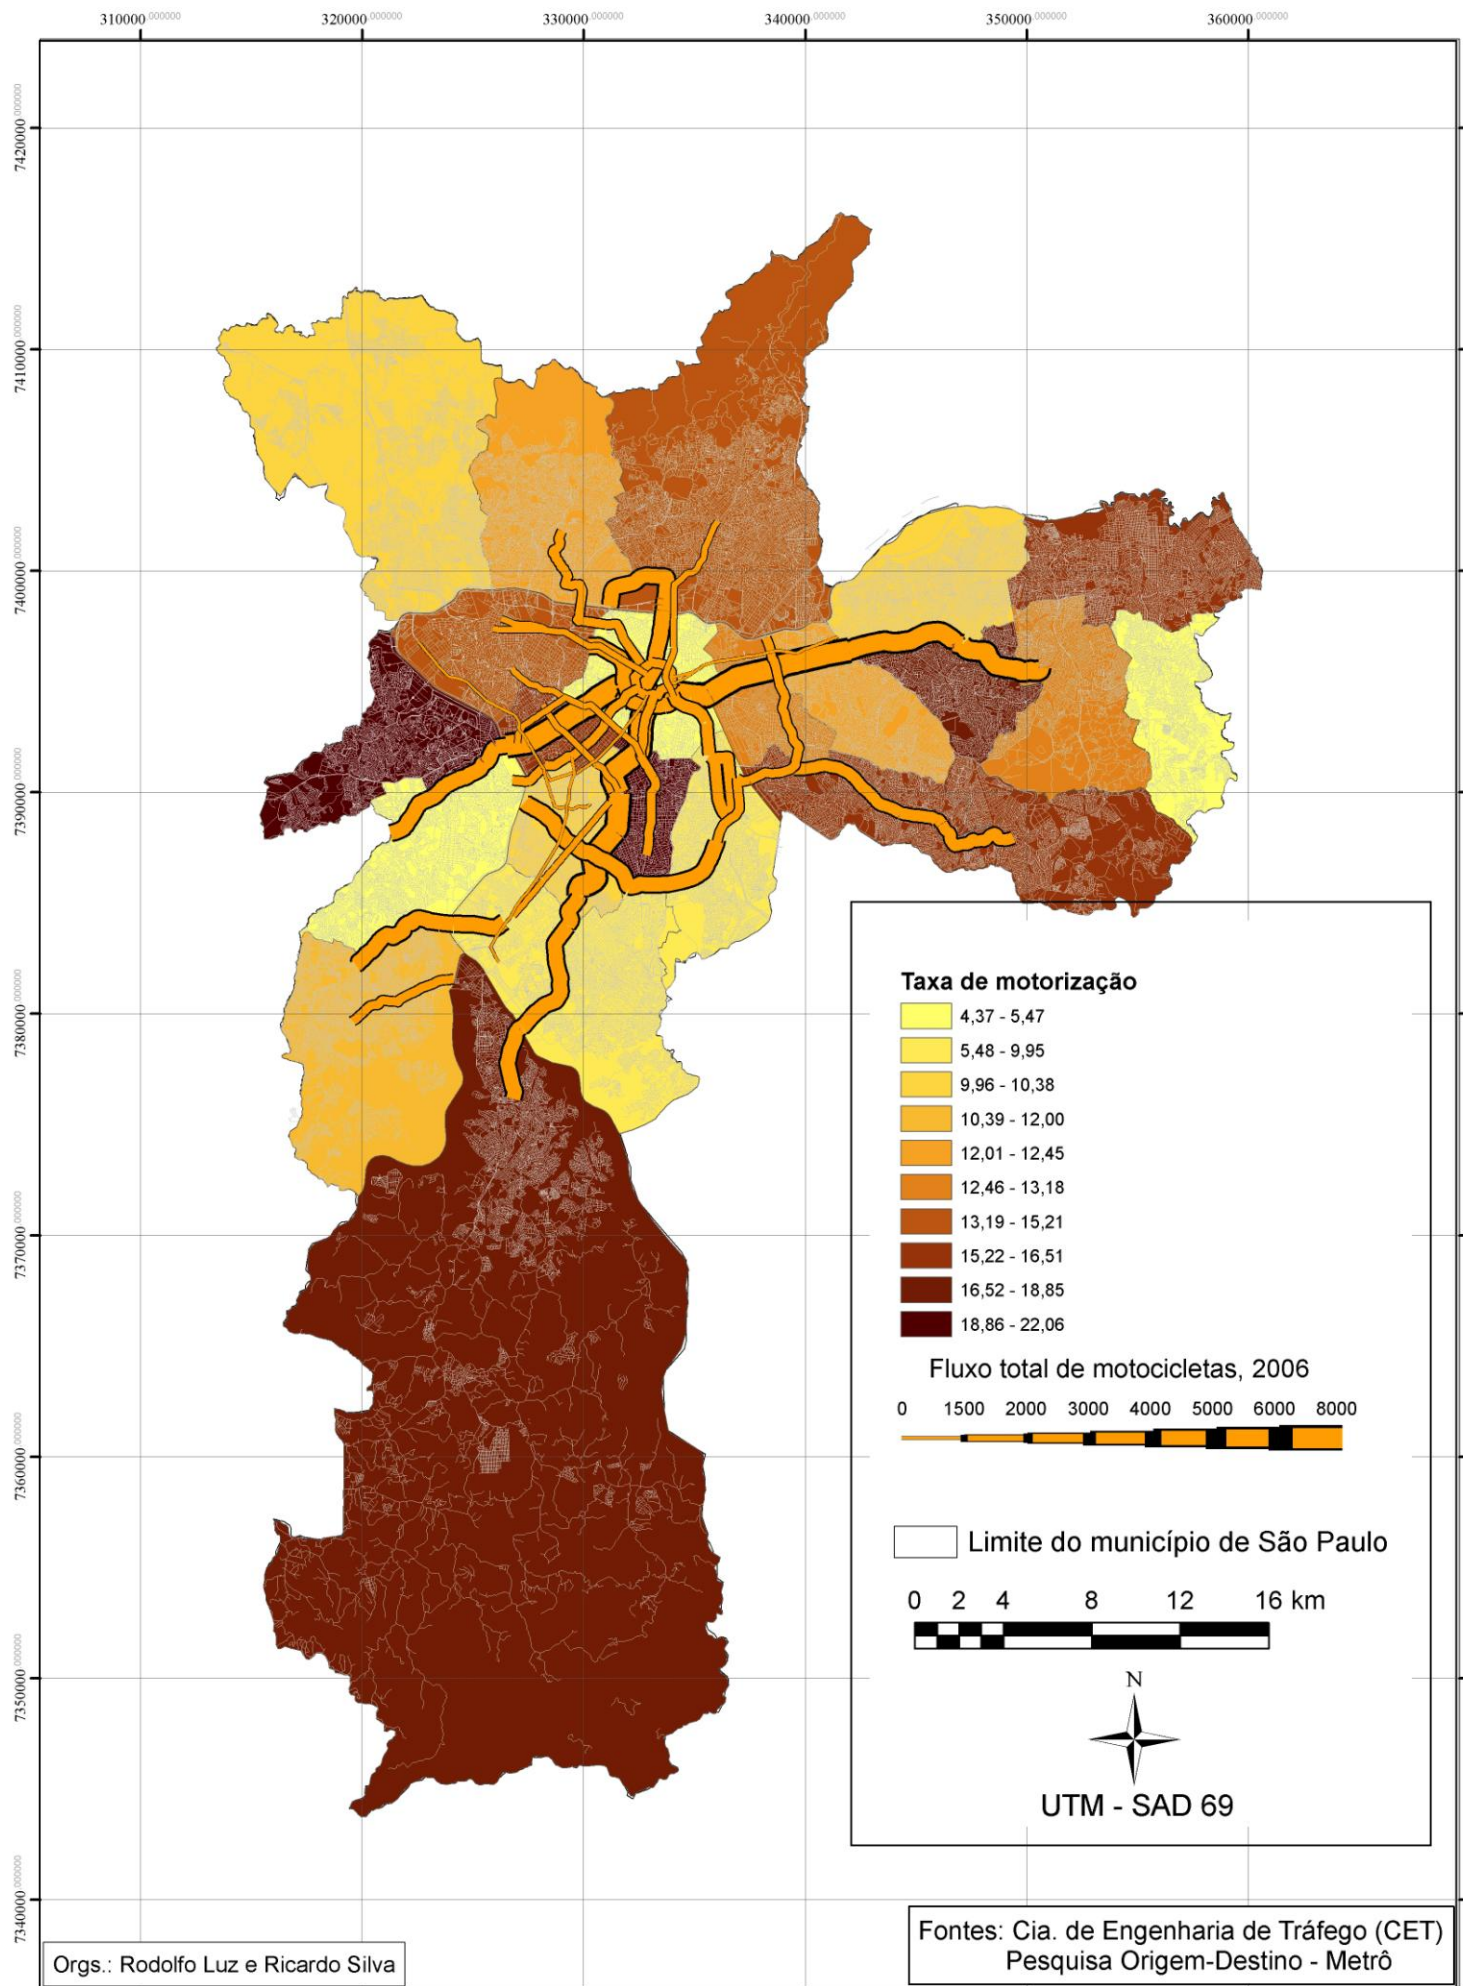 310000.000000 320000.000000 330000.000000 340000.000000 350000.000000 360000.000000
7420000.000000
7410000.000000
7400000.000000
7390000.000000
7380000.000000
7370000.000000
7360000.000000
7350000.000000
7340000.000000
Taxa de motorização
4,37 - 5,47
5,48 - 9,95
9,96 - 10,38
10,39 - 12,00
12,01 - 12,45
12,46 - 13,18
13,19 - 15,21
15,22 - 16,51
16,52 - 18,85
18,86 - 22,06
Fluxo total de motocicletas, 2006
0 1500 2000 3000 4000 5000 6000 8000
Limite do município de São Paulo
0 2 4 8 12 16 km
N
UTM - SAD 69
Fontes: Cia. de Engenharia de Tráfego (CET)
Pesquisa Origem-Destino - Metrô
Orgs.: Rodolfo Luz e Ricardo Silva